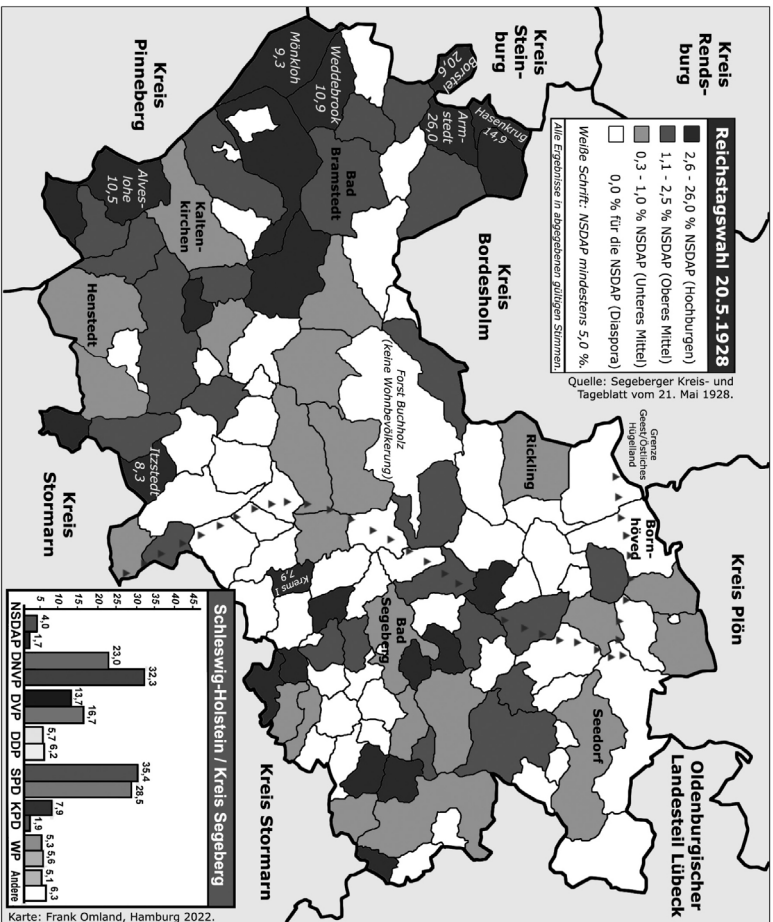 Reichstagswahl 20.5.1928
2,6 - 26,0 % NSDAP (Hochburgen)
1,1 - 2,5 % NSDAP (Oberes Mittel)
0,3 - 1,0 % NSDAP (Unteres Mittel)
0,0 % für die NSDAP (Diaspora)
Weiße Schrift: NSDAP mindestens 5,0 %.
Alle Ergebnisse in abgegebenen gültigen Stimmen.
Quelle: Segeberger Kreis- und
Tageblatt vom 21. Mai 1928.
Kreis
Rends-
burg
Kreis
Stein-
burg
Kreis
Pinneberg
Kreis
Bordesholm
Kreis Plön
Oldenburgischer
Landesteil Lübeck
Kreis
Stormarn
Kreis Stormarn
Grenze
Geest/Östliches
Hügelland
Borstel
20,6
Hasenkrug
14,9
Arm-
stedt
26,0
Weddebrook
10,9
Mönkloh
9,3
Bad
Bramstedt
Alves-
lohe
10,5
Kalten-
kirchen
Henstedt
Forst Buchholz
(keine Wohnbevölkerung)
Rickling
Born-
höved
Itzstedt
8,3
Krems I
7,9
Bad
Segeberg
Seedorf
Schleswig-Holstein / Kreis Segeberg
45
40
35
30
25
20
15
10
5
4,0
1,7
23,0
32,3
13,7
16,7
5,7
6,2
35,4
28,5
7,9
1,9
5,3
5,6
5,1
6,3
NSDAP
DNVP
DVP
DDP
SPD
KPD
WP
Andere
Karte: Frank Omland, Hamburg 2022.